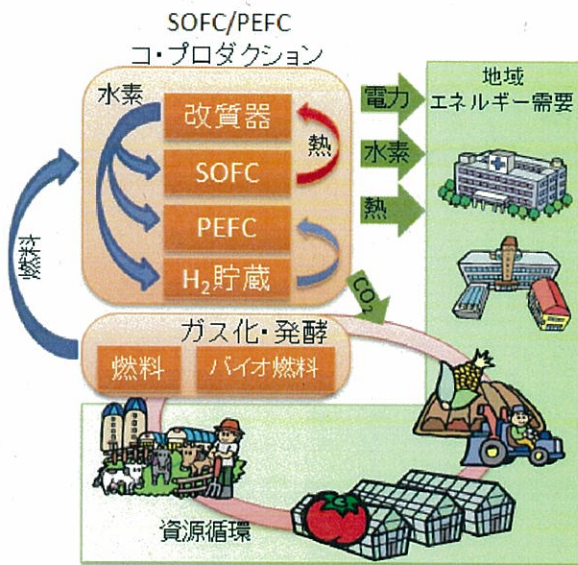 SOFC/PEFC
コ・プロダクション
水素
改質器
SOFC
PEFC
H₂貯蔵
熱
電力
水素
熱
CO₂
地域
エネルギー需要
燃料
ガス化・発酵
燃料
バイオ燃料
資源循環